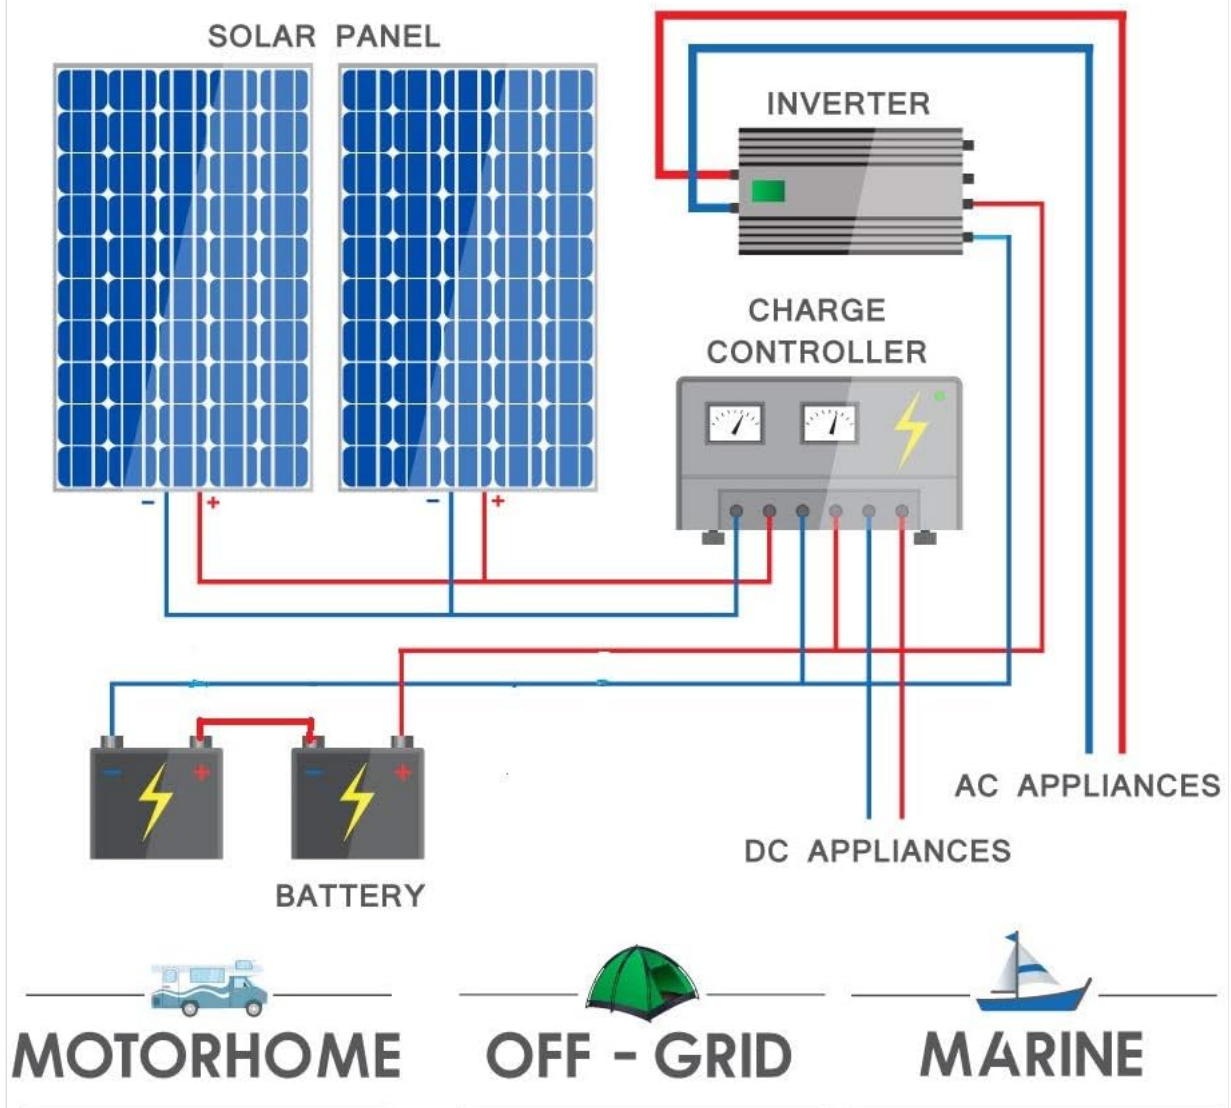 SOLAR PANEL
INVERTER
CHARGE
CONTROLLER
- +
- +
- +
- +
AC APPLIANCES
DC APPLIANCES
BATTERY
MOTORHOME
OFF - GRID
MARINE